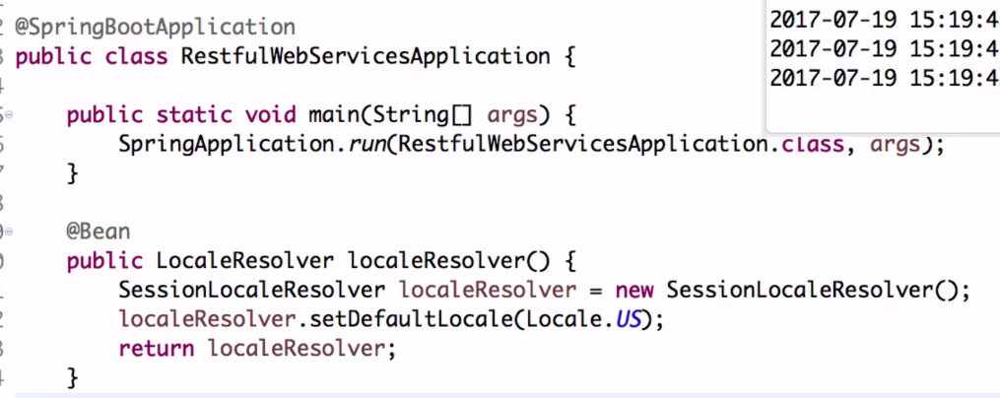 @SpringBootApplication
public class RestfulWebServicesApplication {
public static void main(String[] args) {
SpringApplication.run(RestfulWebServicesApplication.class, args);
}
@Bean
public LocaleResolver localeResolver() {
SessionLocaleResolver localeResolver = new SessionLocaleResolver();
localeResolver.setDefaultLocale(Locale.US);
return localeResolver;
}
2017-07-19 15:19:4
2017-07-19 15:19:4
2017-07-19 15:19:4